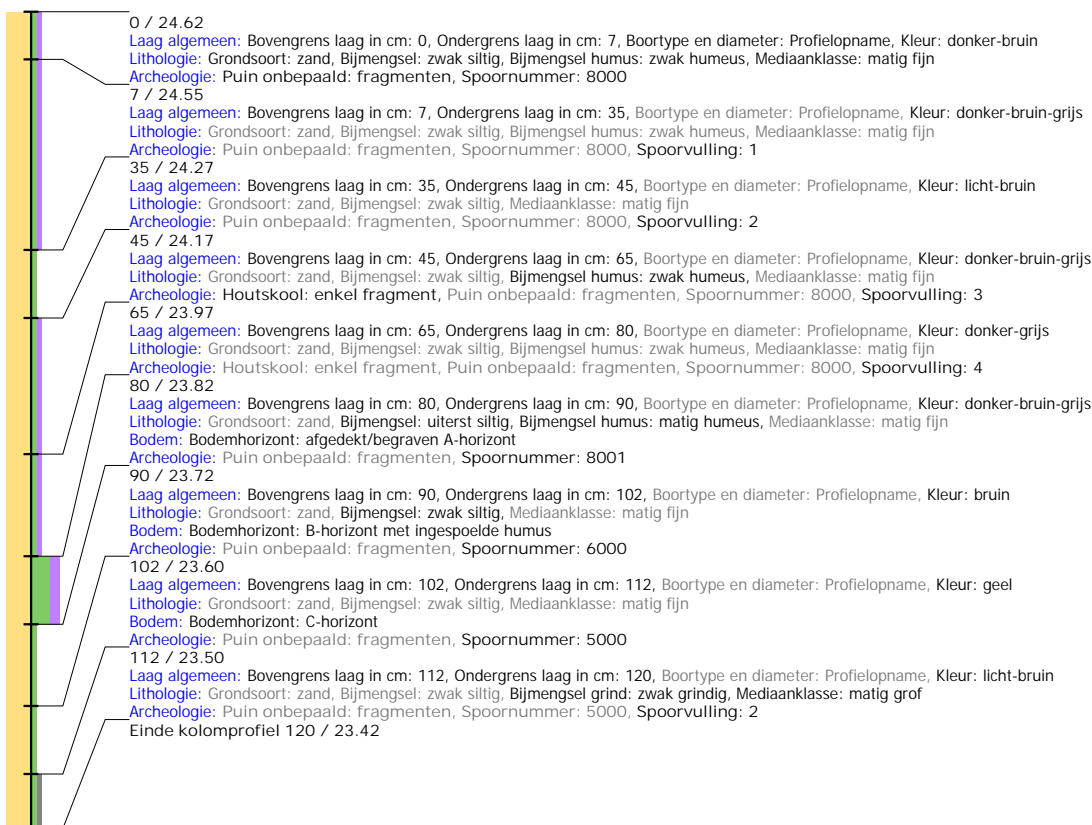 0 / 24.62
Laag algemeen: Bovengrens laag in cm: 0, Ondergrens laag in cm: 7, Boortype en diameter: Profielopname, Kleur: donker-bruin
Lithologie: Grondsoort: zand, Bijmengsel: zwak siltig, Bijmengsel humus: zwak humeus, Mediaanklasse: matig fijn
Archeologie: Puin onbepaald: fragmenten, Spoornummer: 8000
7 / 24.55
Laag algemeen: Bovengrens laag in cm: 7, Ondergrens laag in cm: 35, Boortype en diameter: Profielopname, Kleur: donker-bruin-grijs
Lithologie: Grondsoort: zand, Bijmengsel: zwak siltig, Bijmengsel humus: zwak humeus, Mediaanklasse: matig fijn
Archeologie: Puin onbepaald: fragmenten, Spoornummer: 8000, Spoorvulling: 1
35 / 24.27
Laag algemeen: Bovengrens laag in cm: 35, Ondergrens laag in cm: 45, Boortype en diameter: Profielopname, Kleur: licht-bruin
Lithologie: Grondsoort: zand, Bijmengsel: zwak siltig, Mediaanklasse: matig fijn
Archeologie: Puin onbepaald: fragmenten, Spoornummer: 8000, Spoorvulling: 2
45 / 24.17
Laag algemeen: Bovengrens laag in cm: 45, Ondergrens laag in cm: 65, Boortype en diameter: Profielopname, Kleur: donker-bruin-grijs
Lithologie: Grondsoort: zand, Bijmengsel: zwak siltig, Bijmengsel humus: zwak humeus, Mediaanklasse: matig fijn
Archeologie: Houtskool: enkel fragment, Puin onbepaald: fragmenten, Spoornummer: 8000, Spoorvulling: 3
65 / 23.97
Laag algemeen: Bovengrens laag in cm: 65, Ondergrens laag in cm: 80, Boortype en diameter: Profielopname, Kleur: donker-grijs
Lithologie: Grondsoort: zand, Bijmengsel: zwak siltig, Bijmengsel humus: zwak humeus, Mediaanklasse: matig fijn
Archeologie: Houtskool: enkel fragment, Puin onbepaald: fragmenten, Spoornummer: 8000, Spoorvulling: 4
80 / 23.82
Laag algemeen: Bovengrens laag in cm: 80, Ondergrens laag in cm: 90, Boortype en diameter: Profielopname, Kleur: donker-bruin-grijs
Lithologie: Grondsoort: zand, Bijmengsel: uiterst siltig, Bijmengsel humus: matig humeus, Mediaanklasse: matig fijn
Bodem: Bodemhorizont: afgedekt/begraven A-horizont
Archeologie: Puin onbepaald: fragmenten, Spoornummer: 8001
90 / 23.72
Laag algemeen: Bovengrens laag in cm: 90, Ondergrens laag in cm: 102, Boortype en diameter: Profielopname, Kleur: bruin
Lithologie: Grondsoort: zand, Bijmengsel: zwak siltig, Mediaanklasse: matig fijn
Bodem: Bodemhorizont: B-horizont met ingespoelde humus
Archeologie: Puin onbepaald: fragmenten, Spoornummer: 6000
102 / 23.60
Laag algemeen: Bovengrens laag in cm: 102, Ondergrens laag in cm: 112, Boortype en diameter: Profielopname, Kleur: geel
Lithologie: Grondsoort: zand, Bijmengsel: zwak siltig, Mediaanklasse: matig fijn
Bodem: Bodemhorizont: C-horizont
Archeologie: Puin onbepaald: fragmenten, Spoornummer: 5000
112 / 23.50
Laag algemeen: Bovengrens laag in cm: 112, Ondergrens laag in cm: 120, Boortype en diameter: Profielopname, Kleur: licht-bruin
Lithologie: Grondsoort: zand, Bijmengsel: zwak siltig, Bijmengsel grind: zwak grindig, Mediaanklasse: matig grof
Archeologie: Puin onbepaald: fragmenten, Spoornummer: 5000, Spoorvulling: 2
Einde kolomprofiel 120 / 23.42